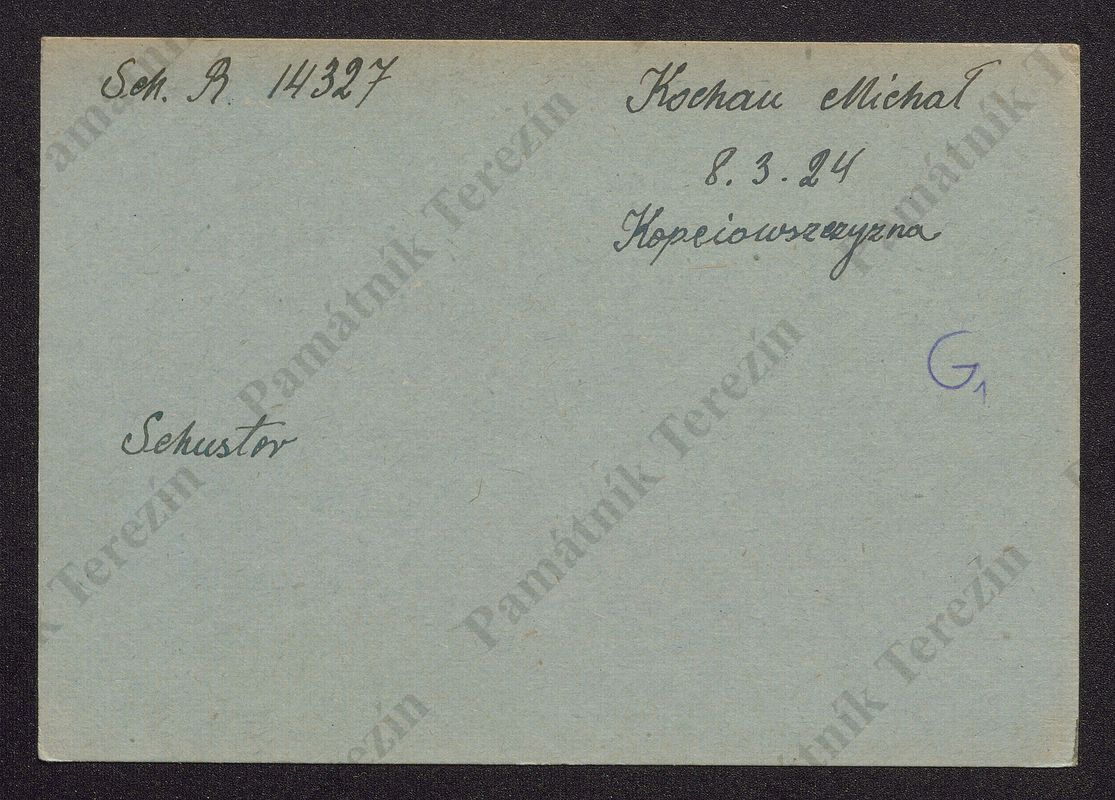 Sch. R. 14327
Kochau Michał
8. 3. 24
Kopciowszczyzna
G1
Schuster
Památník Terezín